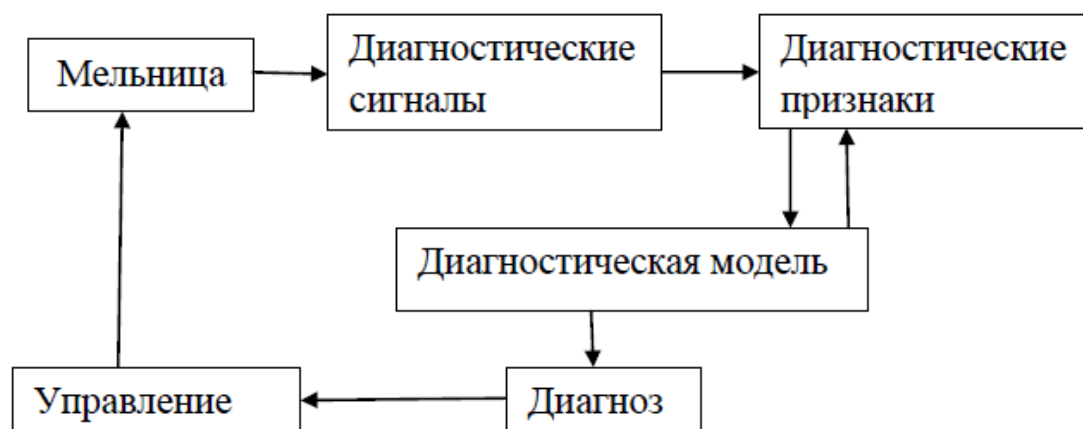 Мельница
Диагностические
сигналы
Диагностические
признаки
Диагностическая модель
Управление
Диагноз